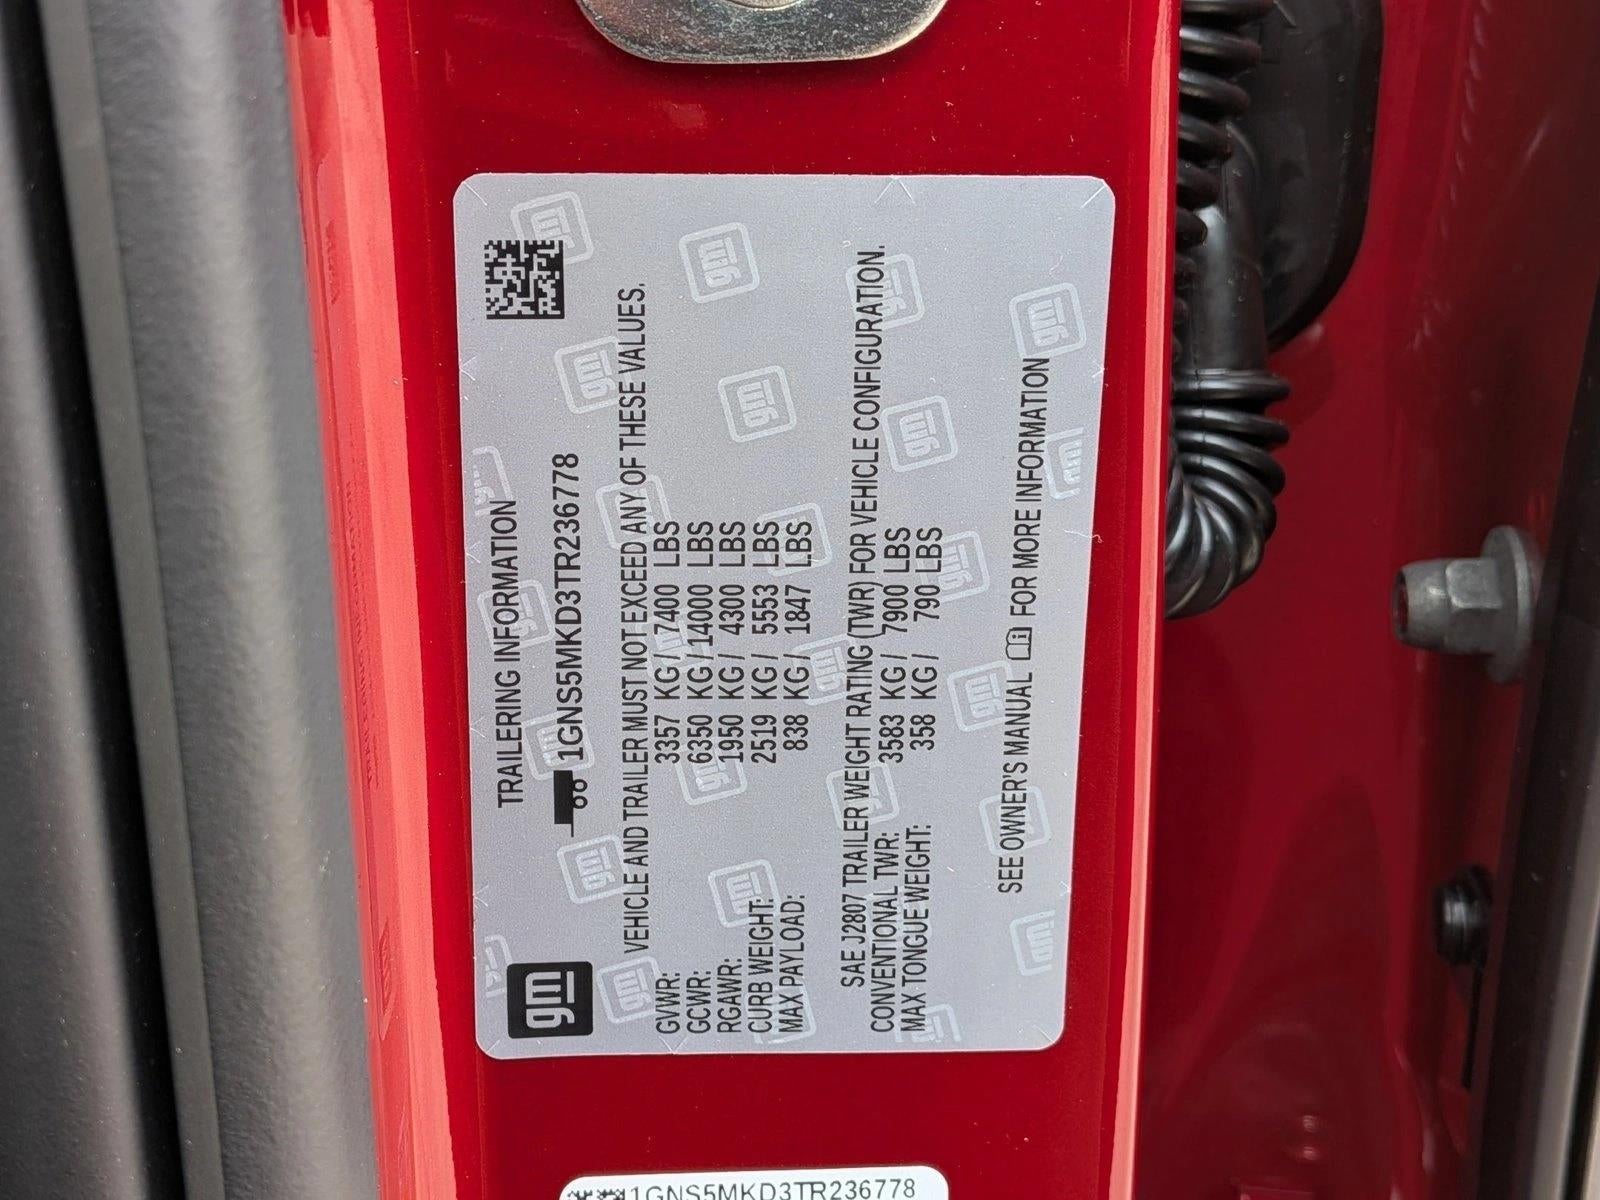 gm
TRAILERING INFORMATION
1GNS5MKD3TR236778
VEHICLE AND TRAILER MUST NOT EXCEED ANY OF THESE VALUES.
GVWR: 3357 KG / 7400 LBS
GCWR: 6350 KG / 14000 LBS
RGAWR: 1950 KG / 4300 LBS
CURB WEIGHT: 2519 KG / 5553 LBS
MAX PAYLOAD: 838 KG / 1847 LBS
SAE J2807 TRAILER WEIGHT RATING (TWR) FOR VEHICLE CONFIGURATION.
CONVENTIONAL TWR: 3583 KG / 7900 LBS
MAX TONGUE WEIGHT: 358 KG / 790 LBS
SEE OWNER'S MANUAL FOR MORE INFORMATION
1GNS5MKD3TR236778